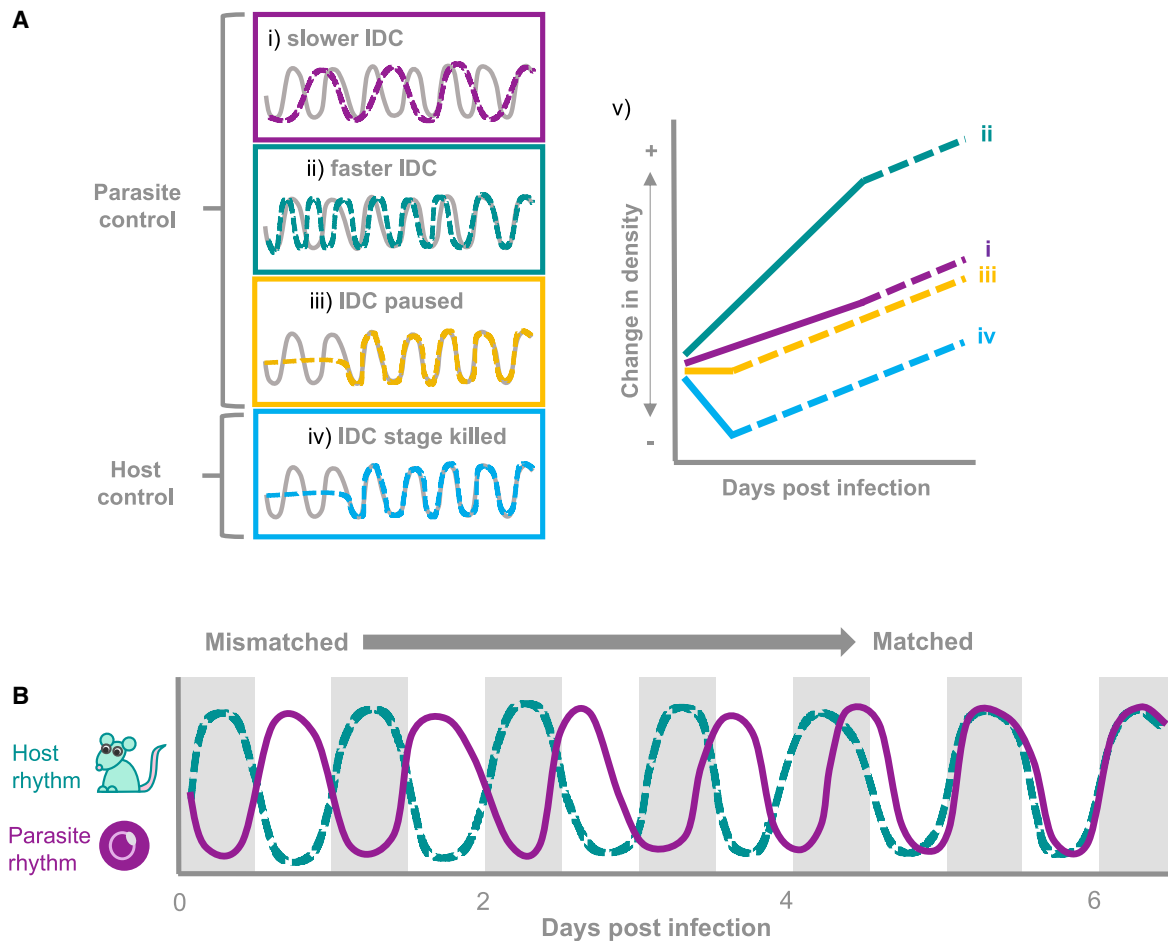 A
Parasite
control
Host
control
i) slower IDC
ii) faster IDC
iii) IDC paused
iv) IDC stage killed
v)
+
Change in density
-
ii
i
iii
iv
Days post infection
Mismatched
Matched
B
Host
rhythm
Parasite
rhythm
0
2
4
6
Days post infection